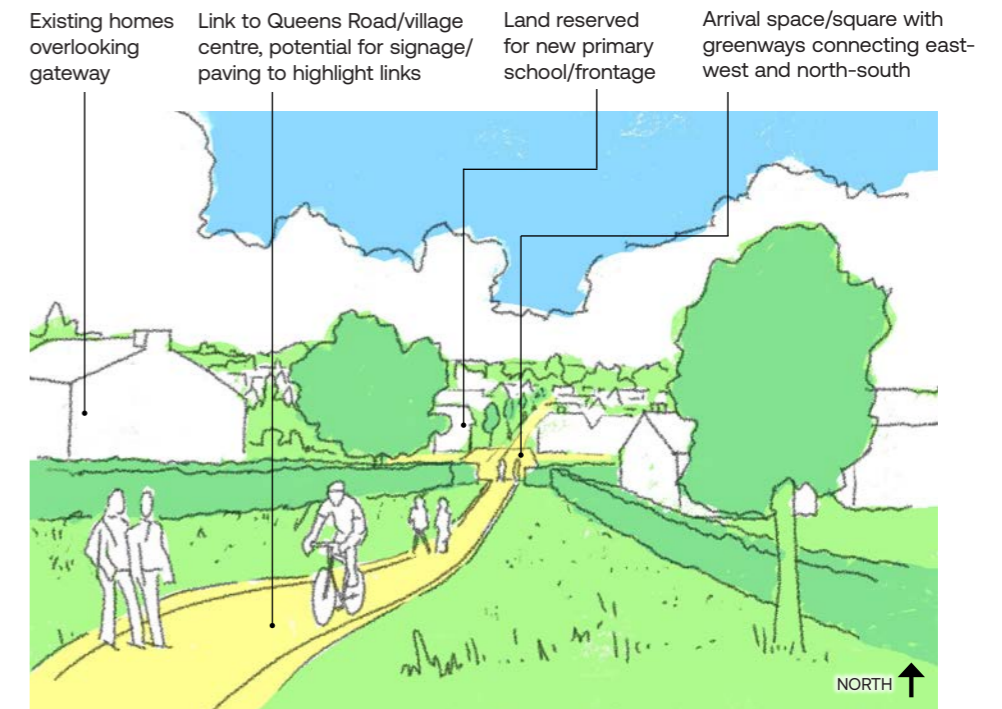 Existing homes
overlooking
gateway
Link to Queens Road/village
centre, potential for signage/
paving to highlight links
Land reserved
for new primary
school/frontage
Arrival space/square with
greenways connecting east-
west and north-south
NORTH